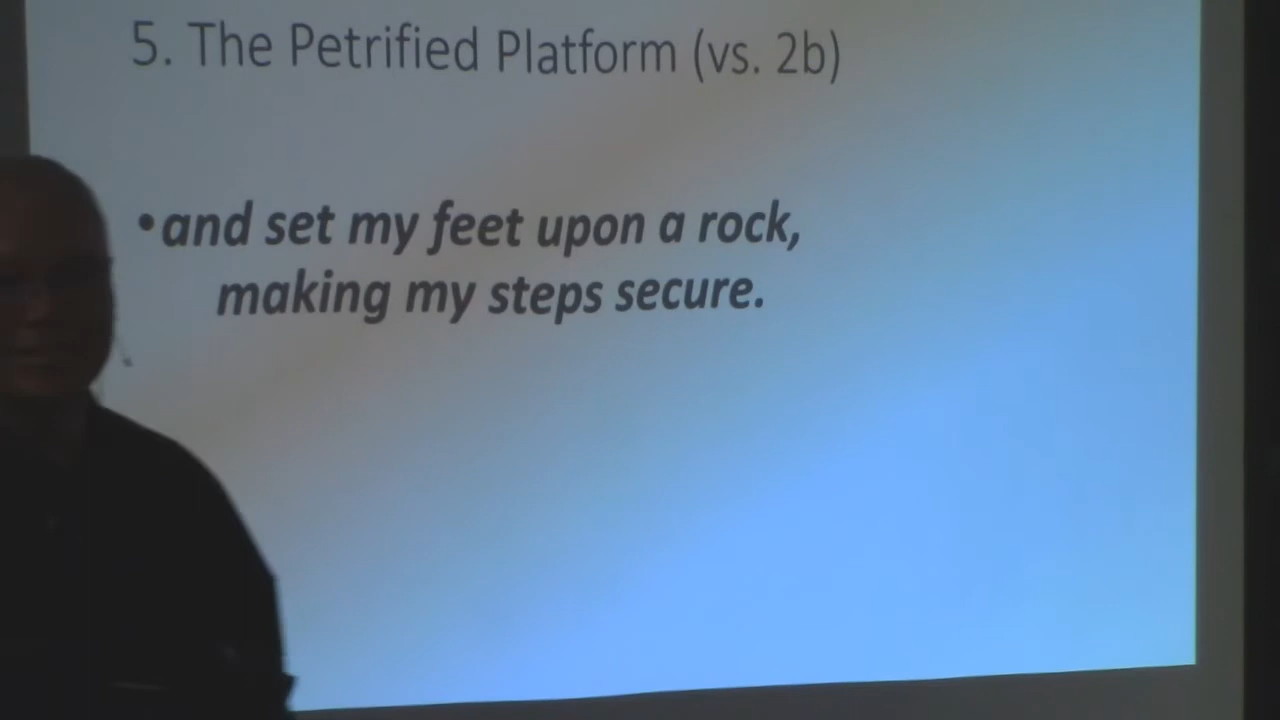 5. The Petrified Platform (vs. 2b)
•and set my feet upon a rock,
making my steps secure.